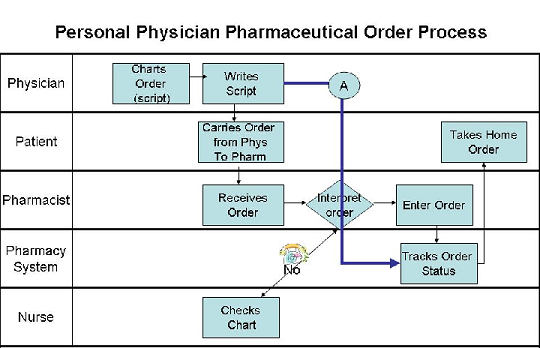 Personal Physician Pharmaceutical Order Process
Physician
Charts
Order
(script)
Writes
Script
A
Patient
Carries Order
from Phys
To Pharm
Takes Home
Order
Pharmacist
Receives
Order
Interpret
order
Enter Order
Pharmacy
System
No
Tracks Order
Status
Nurse
Checks
Chart